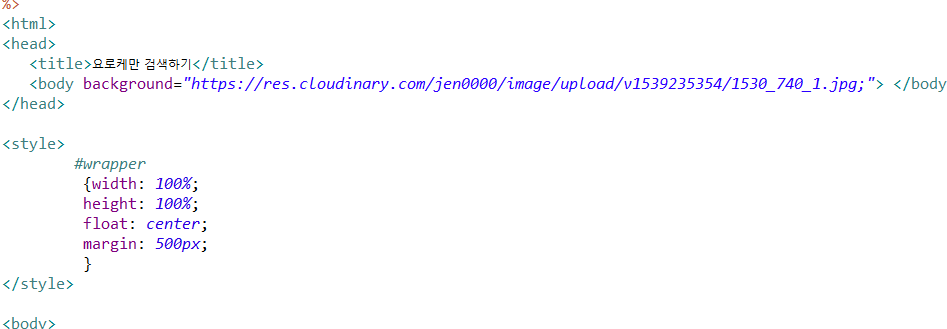 %>
<html>
<head>
<title>요로케만 검색하기</title>
<body background="https://res.cloudinary.com/jen0000/image/upload/v1539235354/1530_740_1.jpg;"> </body
</head>
<style>
#wrapper
{width: 100%;
height: 100%;
float: center;
margin: 500px;
}
</style>
<body>